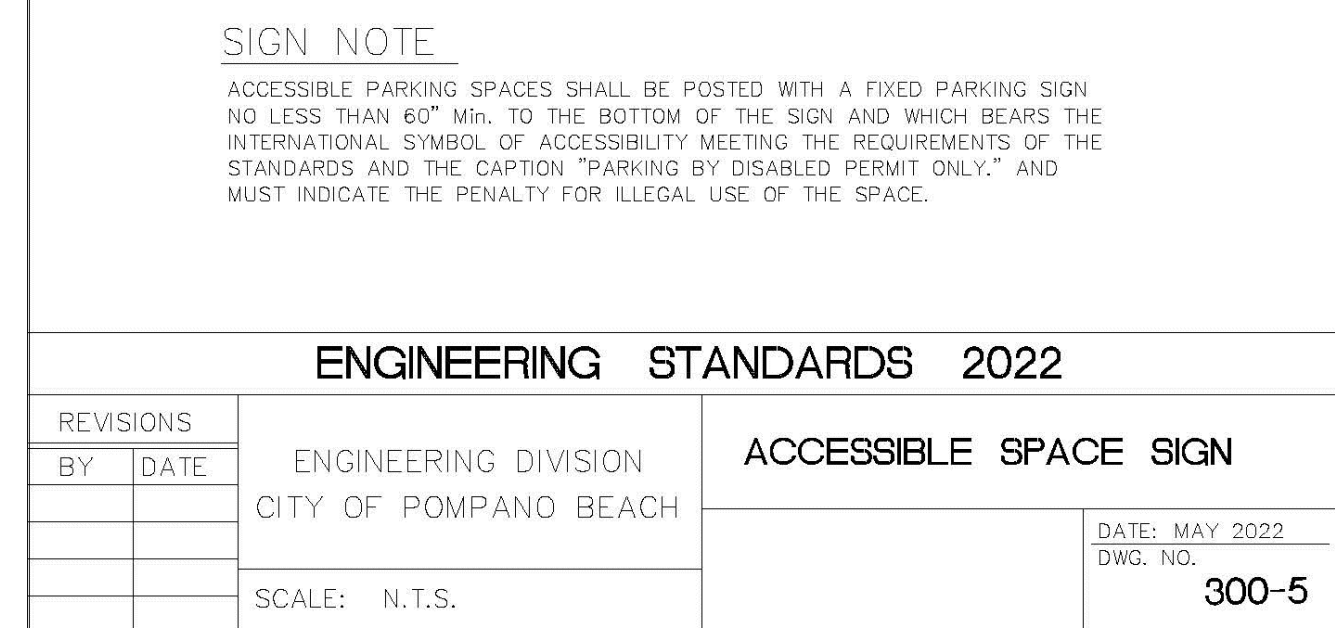 SIGN NOTE
ACCESSIBLE PARKING SPACES SHALL BE POSTED WITH A FIXED PARKING SIGN
NO LESS THAN 60" Min. TO THE BOTTOM OF THE SIGN AND WHICH BEARS THE
INTERNATIONAL SYMBOL OF ACCESSIBILITY MEETING THE REQUIREMENTS OF THE
STANDARDS AND THE CAPTION "PARKING BY DISABLED PERMIT ONLY." AND
MUST INDICATE THE PENALTY FOR ILLEGAL USE OF THE SPACE.
ENGINEERING STANDARDS 2022
REVISIONS
BY DATE
ENGINEERING DIVISION
CITY OF POMPANO BEACH
SCALE: N.T.S.
ACCESSIBLE SPACE SIGN
DATE: MAY 2022
DWG. NO.
300-5